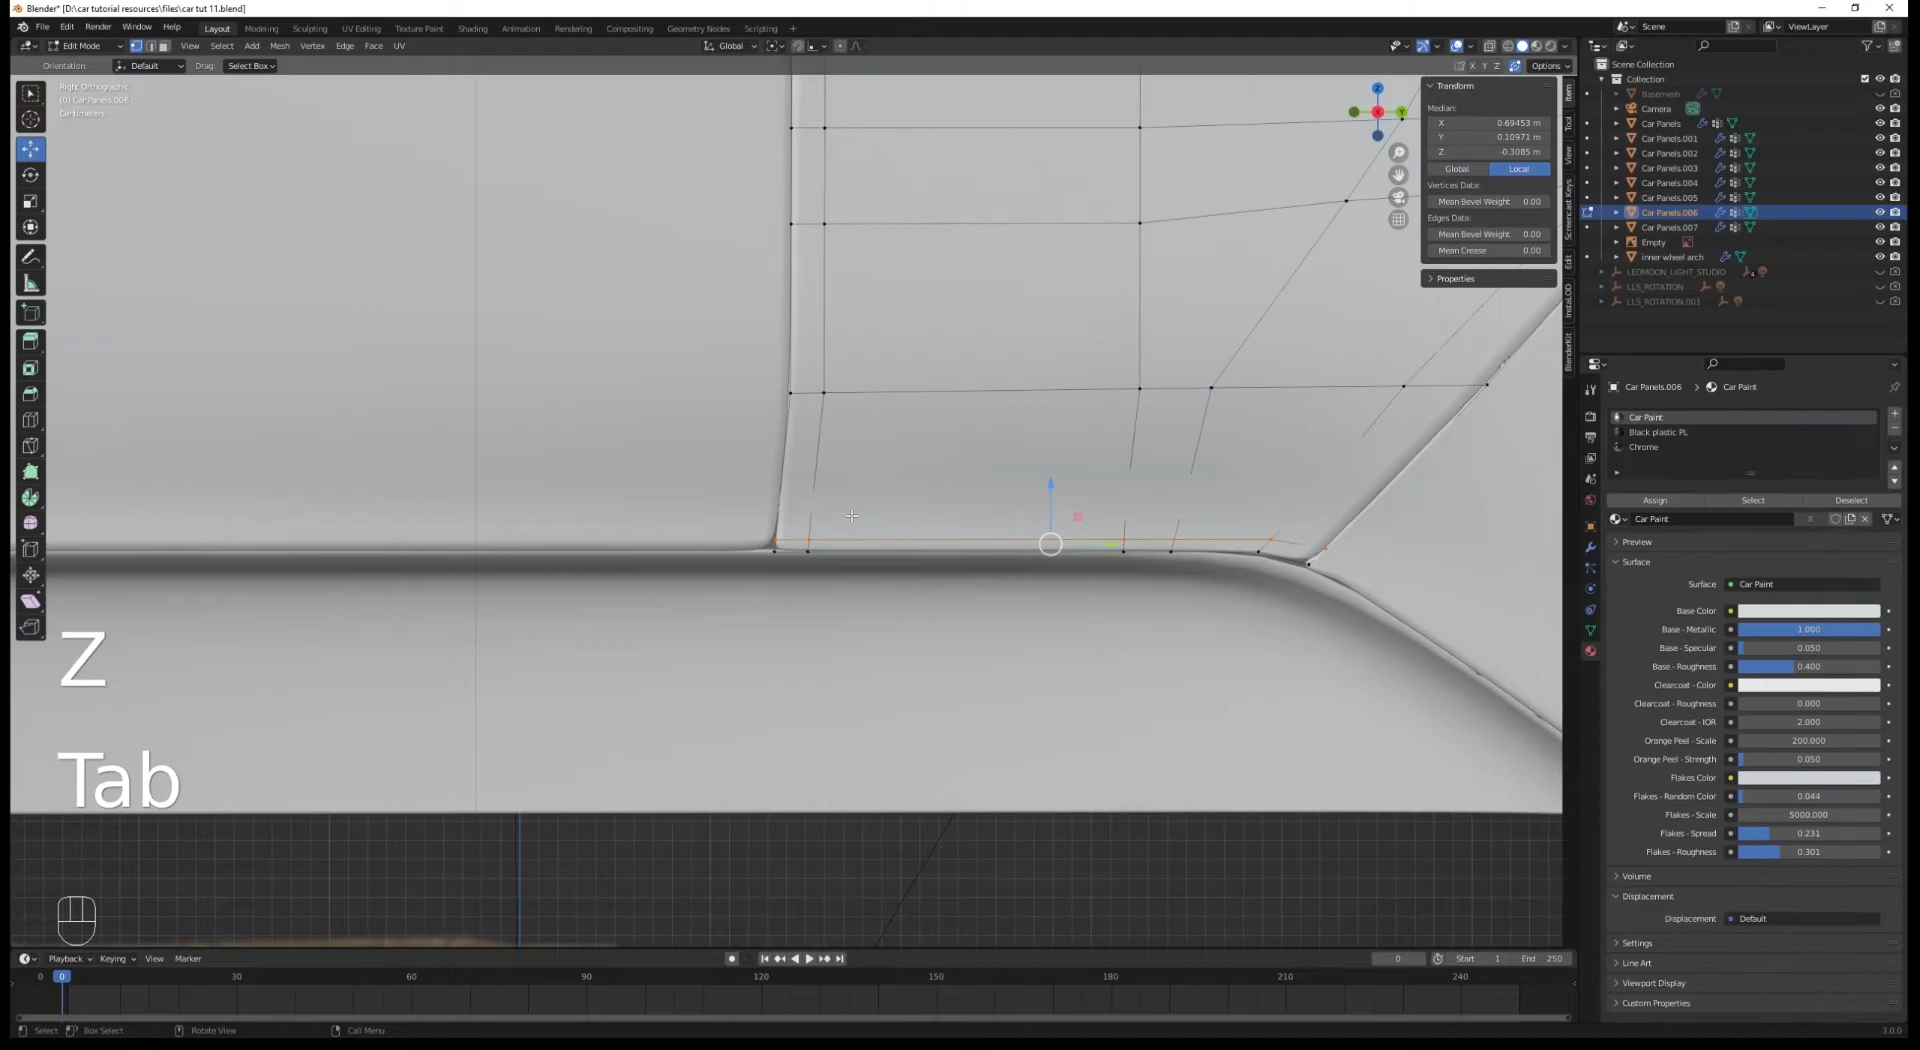 Blender* [D:\car tutorial resources\files\car tut 11.blend]
File Edit Render Window Help Layout Modeling Sculpting UV Editing Texture Paint Shading Animation Rendering Compositing Geometry Nodes Scripting + Scene ViewLayer
Edit Mode View Select Add Mesh Vertex Edge Face UV Global
Orientation: Default Drag: Select Box X Y Z Options
Right Orthographic
(0) Car Panels.006
Centimeters
Transform
Median:
X 0.69453 m
Y 0.10971 m
Z -0.3085 m
Global Local
Vertices Data:
Mean Bevel Weight 0.00
Edges Data:
Mean Bevel Weight 0.00
Mean Crease 0.00
Properties
Item
Tool
View
Screencast Keys
Edit
InstaLOD
BlenderKit
Z
Y
X
Scene Collection
Collection
Basemesh
Camera
Car Panels
Car Panels.001
Car Panels.002
Car Panels.003
Car Panels.004
Car Panels.005
Car Panels.006
Car Panels.007
Empty
inner wheel arch
LEOMOON_LIGHT_STUDIO 4
LLS_ROTATION
LLS_ROTATION.001
Car Panels.006 > Car Paint
Car Paint
Black plastic PL
Chrome
Assign Select Deselect
Car Paint 8
Preview
Surface
Surface Car Paint
Base Color
Base - Metallic 1.000
Base - Specular 0.050
Base - Roughness 0.400
Clearcoat - Color
Clearcoat - Roughness 0.000
Clearcoat - IOR 2.000
Orange Peel - Scale 200.000
Orange Peel - Strength 0.050
Flakes Color
Flakes - Random Color 0.044
Flakes - Scale 5000.000
Flakes - Spread 0.231
Flakes - Roughness 0.301
Volume
Displacement
Displacement Default
Settings
Line Art
Viewport Display
Custom Properties
Z
Tab
Playback Keying View Marker 0 Start 1 End 250
0 0 30 60 90 120 150 180 210 240
Select Box Select Rotate View Call Menu 3.0.0